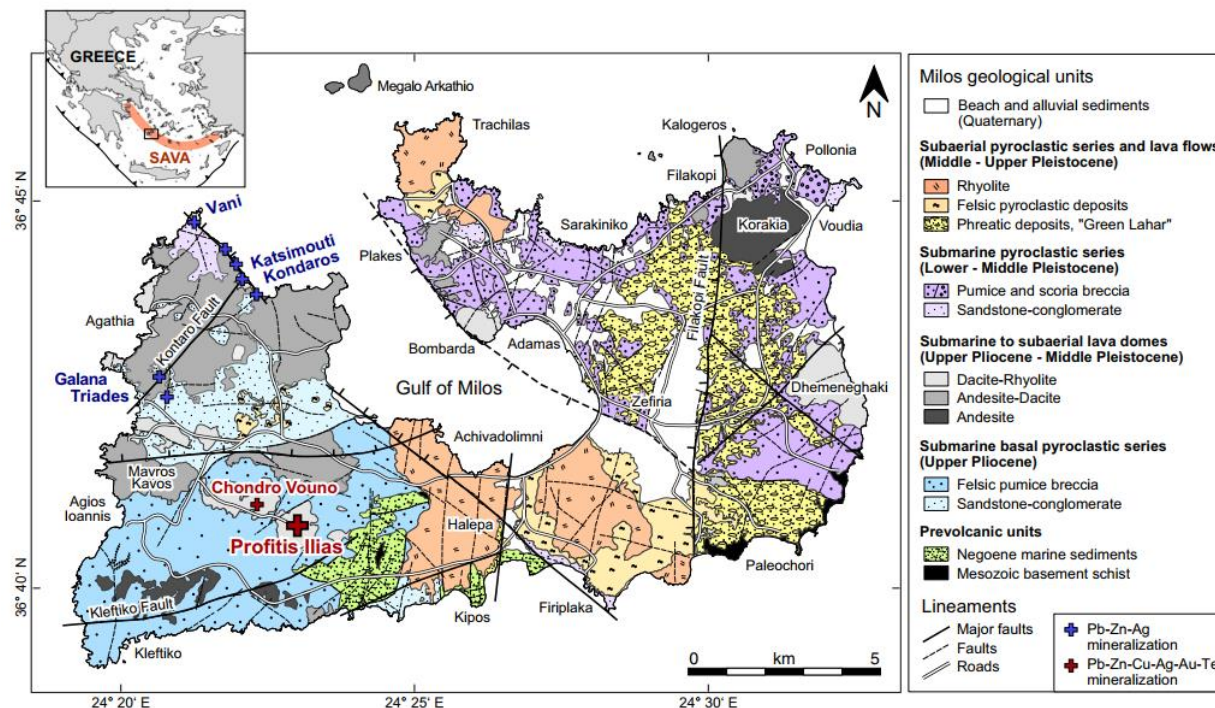 GREECE
SAVA
Megalo Arkathio
N
Trachilas
Kalogeros
Pollonia
Filakopi
36° 45' N
Vani
Sarakiniko
Korakia
Voudia
Katsimouti
Kondaros
Plakes
Filakopi Fault
Agathia
Kontaro Fault
Bombarda
Adamas
Galana
Triades
Gulf of Milos
Zefiria
Dhemeneghaki
Achivadolimni
Mavros
Kavos
Chondro Vouno
Agios
Ioannis
Profitis Ilias
Halepa
Paleochori
36° 40' N
Kleftiko Fault
Kipos
Firiplaka
Kleftiko
0 km 5
24° 20' E
24° 25' E
24° 30' E
Milos geological units
Beach and alluvial sediments
(Quaternary)
Subaerial pyroclastic series and lava flows
(Middle - Upper Pleistocene)
Rhyolite
Felsic pyroclastic deposits
Phreatic deposits, "Green Lahar"
Submarine pyroclastic series
(Lower - Middle Pleistocene)
Pumice and scoria breccia
Sandstone-conglomerate
Submarine to subaerial lava domes
(Upper Pliocene - Middle Pleistocene)
Dacite-Rhyolite
Andesite-Dacite
Andesite
Submarine basal pyroclastic series
(Upper Pliocene)
Felsic pumice breccia
Sandstone-conglomerate
Prevolcanic units
Negoene marine sediments
Mesozoic basement schist
Lineaments
Major faults
Faults
Roads
Pb-Zn-Ag
mineralization
Pb-Zn-Cu-Ag-Au-Te
mineralization